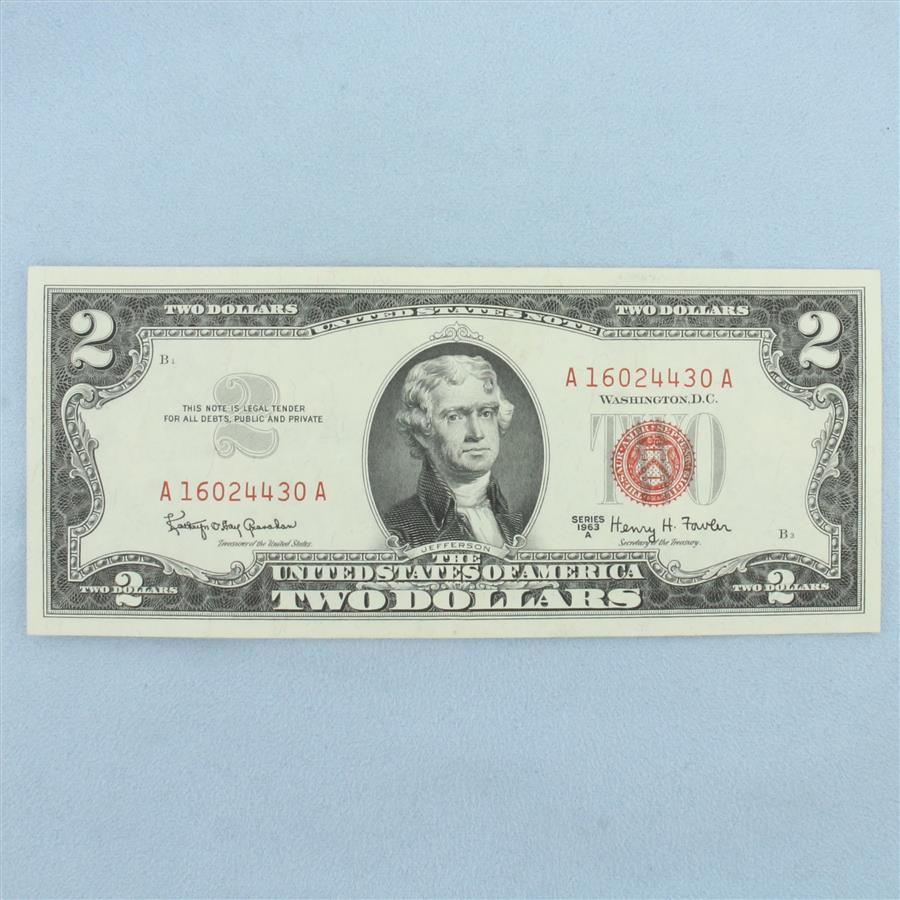 TWO DOLLARS
UNITED STATES NOTE
TWO DOLLARS
2
2
B1
A 16024430 A
WASHINGTON, D.C.
2
THIS NOTE IS LEGAL TENDER
FOR ALL DEBTS, PUBLIC AND PRIVATE
TWO
A 16024430 A
SERIES
1963
A
Henry H. Fowler
Treasurer of the United States.
Secretary of the Treasury.
B3
JEFFERSON
THE
UNITED STATES OF AMERICA
TWO DOLLARS
2
TWO DOLLARS
2
TWO DOLLARS